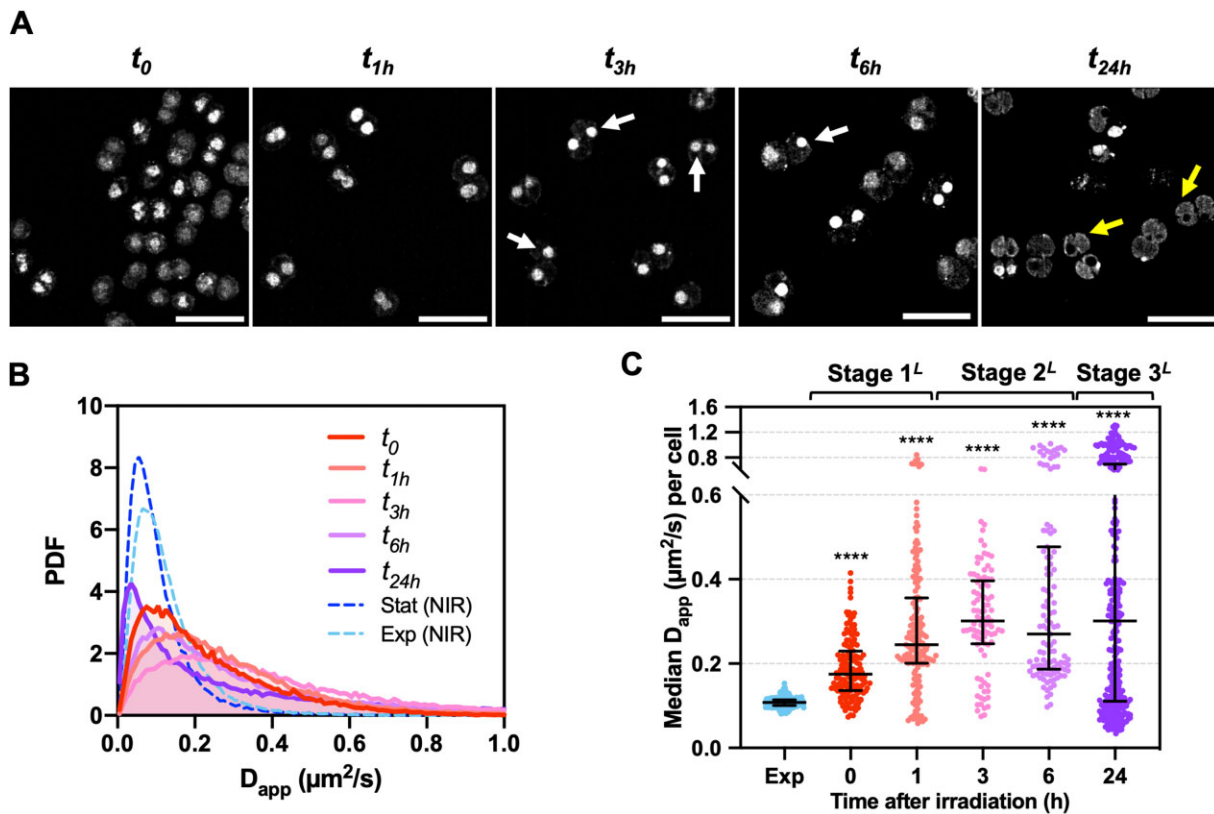 A
t0
t1h
t3h
t6h
t24h
B
10
8
6
4
2
0
PDF
0.0 0.2 0.4 0.6 0.8 1.0
Dapp (µm²/s)
t0
t1h
t3h
t6h
t24h
Stat (NIR)
Exp (NIR)
C
Stage 1ᴸ Stage 2ᴸ Stage 3ᴸ
1.6
1.2
0.8
0.6
0.4
0.2
0.0
Median Dapp (µm²/s) per cell
**** **** **** **** ****
Exp 0 1 3 6 24
Time after irradiation (h)